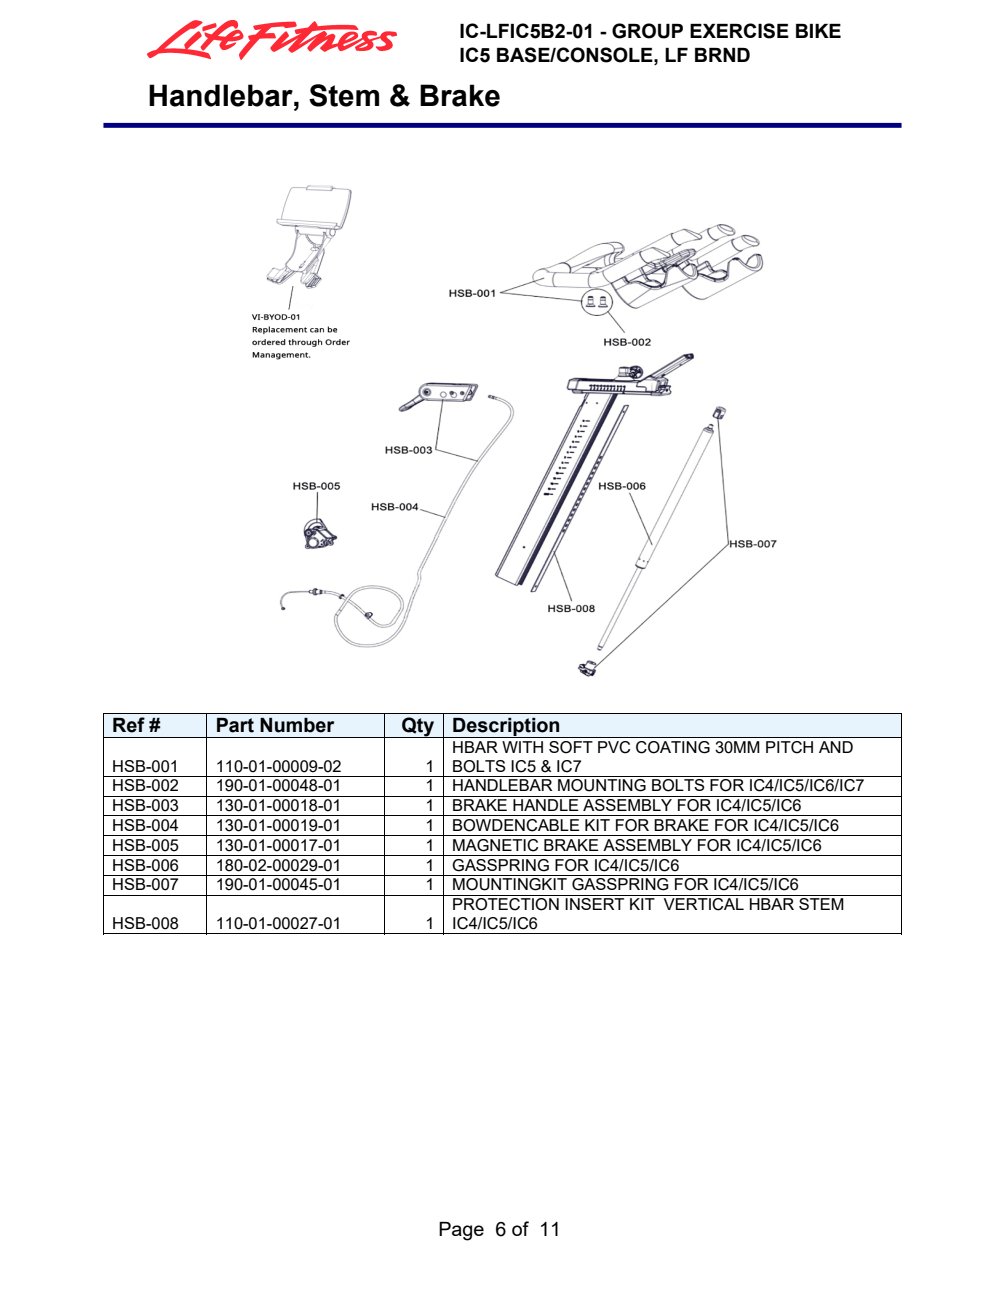 Life Fitness
IC-LFIC5B2-01 - GROUP EXERCISE BIKE
IC5 BASE/CONSOLE, LF BRND
Handlebar, Stem & Brake
HSB-001
HSB-002
VI-BYOD-01
Replacement can be
ordered through Order
Management.
HSB-003
HSB-005
HSB-004
HSB-006
HSB-007
HSB-008
Ref # Part Number Qty Description
HSB-001 110-01-00009-02 1 HBAR WITH SOFT PVC COATING 30MM PITCH AND
BOLTS IC5 & IC7
HSB-002 190-01-00048-01 1 HANDLEBAR MOUNTING BOLTS FOR IC4/IC5/IC6/IC7
HSB-003 130-01-00018-01 1 BRAKE HANDLE ASSEMBLY FOR IC4/IC5/IC6
HSB-004 130-01-00019-01 1 BOWDENCABLE KIT FOR BRAKE FOR IC4/IC5/IC6
HSB-005 130-01-00017-01 1 MAGNETIC BRAKE ASSEMBLY FOR IC4/IC5/IC6
HSB-006 180-02-00029-01 1 GASSPRING FOR IC4/IC5/IC6
HSB-007 190-01-00045-01 1 MOUNTINGKIT GASSPRING FOR IC4/IC5/IC6
HSB-008 110-01-00027-01 1 PROTECTION INSERT KIT  VERTICAL HBAR STEM
IC4/IC5/IC6
Page  6 of  11